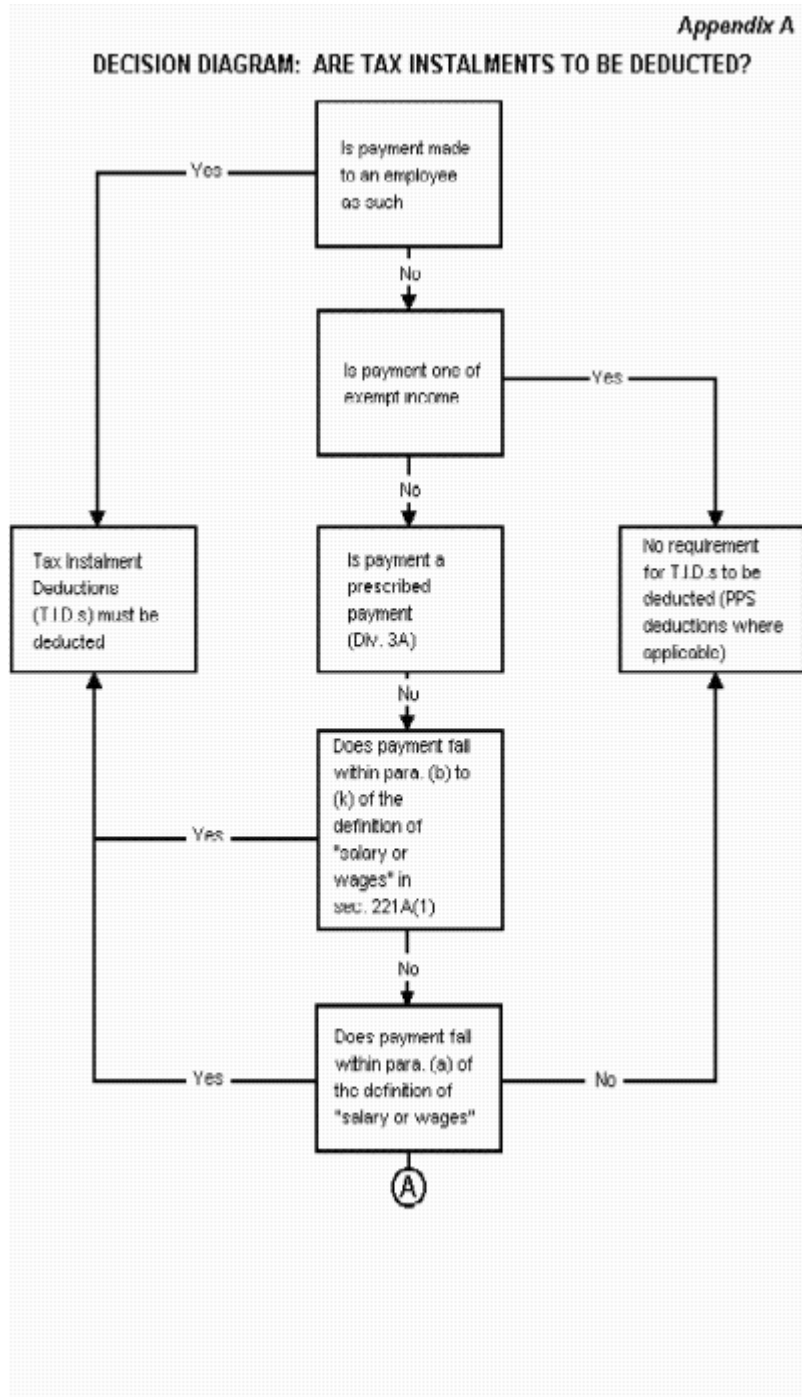 Appendix A
DECISION DIAGRAM: ARE TAX INSTALMENTS TO BE DEDUCTED?
Is payment made
to an employee
as such
Yes
No
Is payment one of
exempt income
Yes
No
Tax Instalment
Deductions
(T.I.D.s) must be
deducted
Is payment a
prescribed
payment
(Div. 3A)
No requirement
for T.I.D.s to be
deducted (PPS
deductions where
applicable)
No
Does payment fall
within para. (b) to
(k) of the
definition of
"salary or
wages" in
sec. 221A(1)
Yes
No
Does payment fall
within para. (a) of
the definition of
"salary or wages"
Yes
No
A